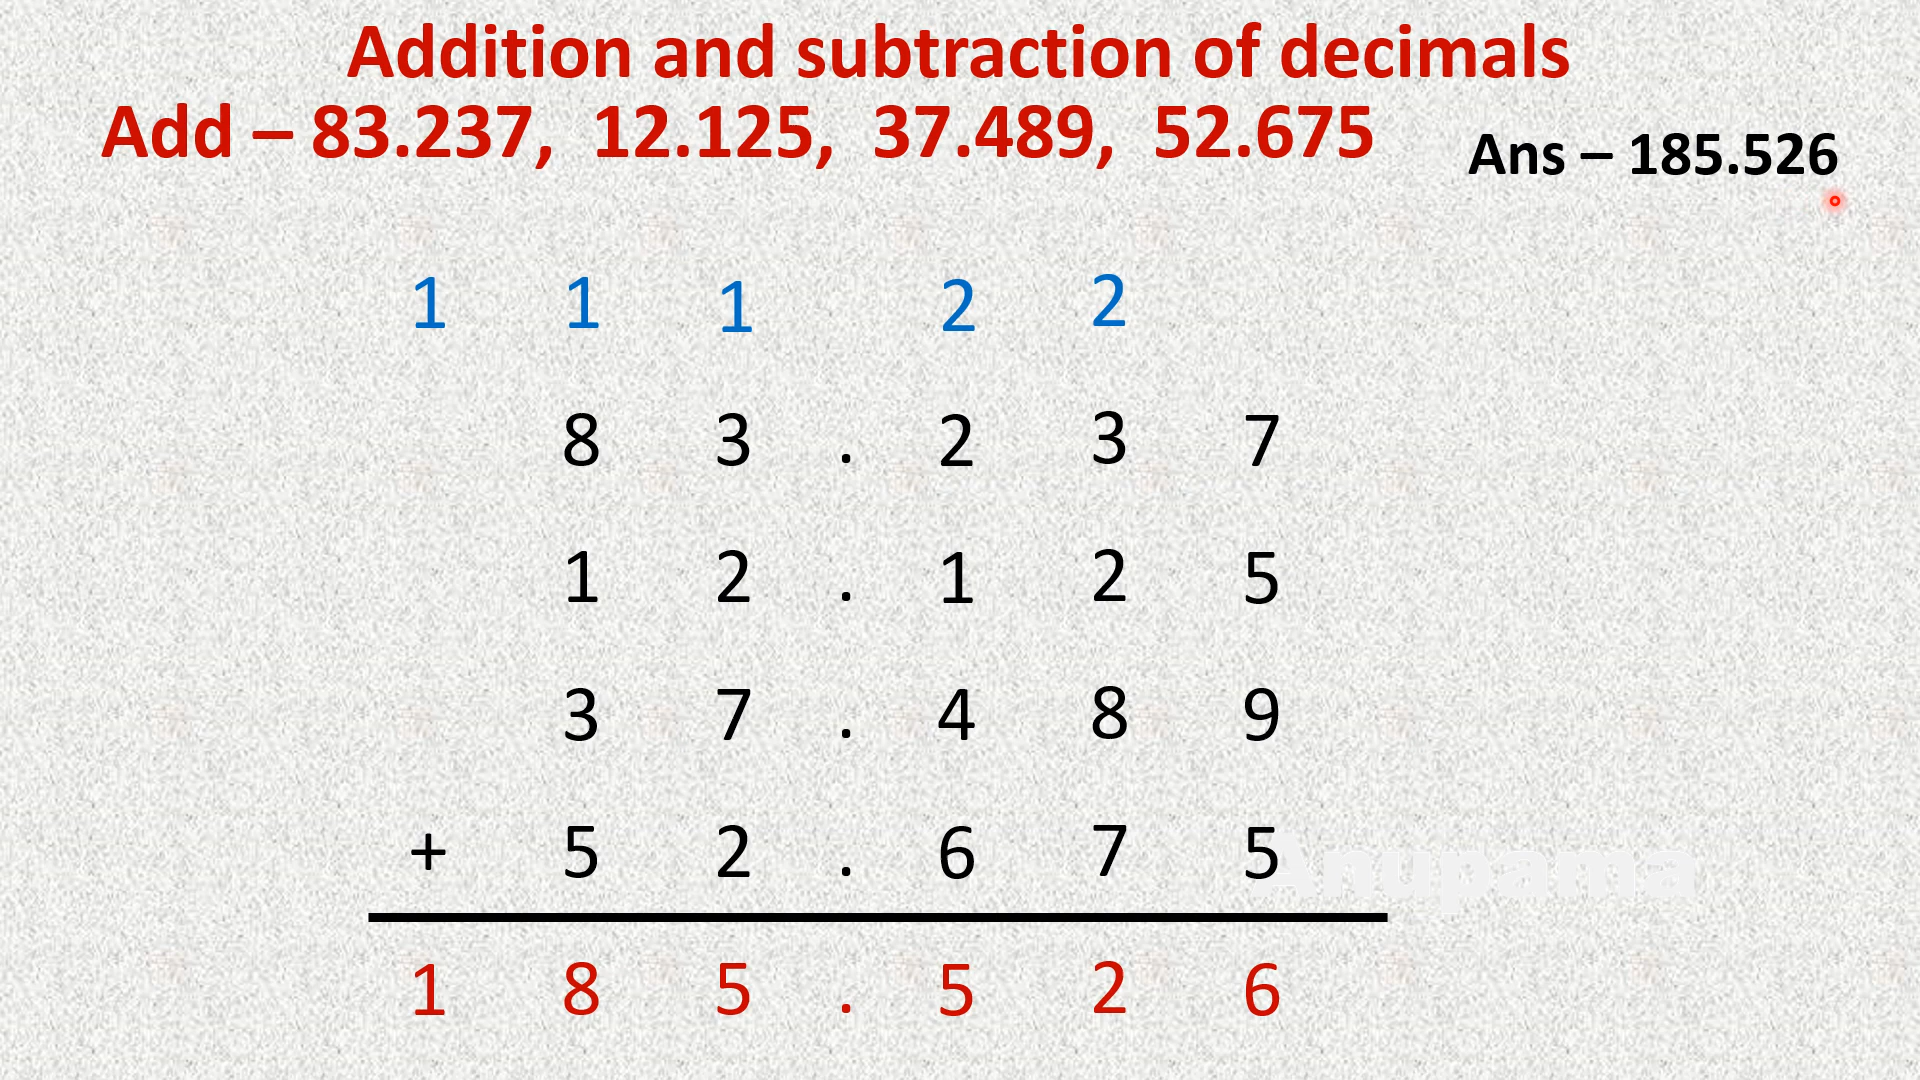 Addition and subtraction of decimals
Add – 83.237, 12.125, 37.489, 52.675
Ans – 185.526
1 1 1 2 2
8 3 . 2 3 7
1 2 . 1 2 5
3 7 . 4 8 9
+ 5 2 . 6 7 5
Anupama
1 8 5 . 5 2 6